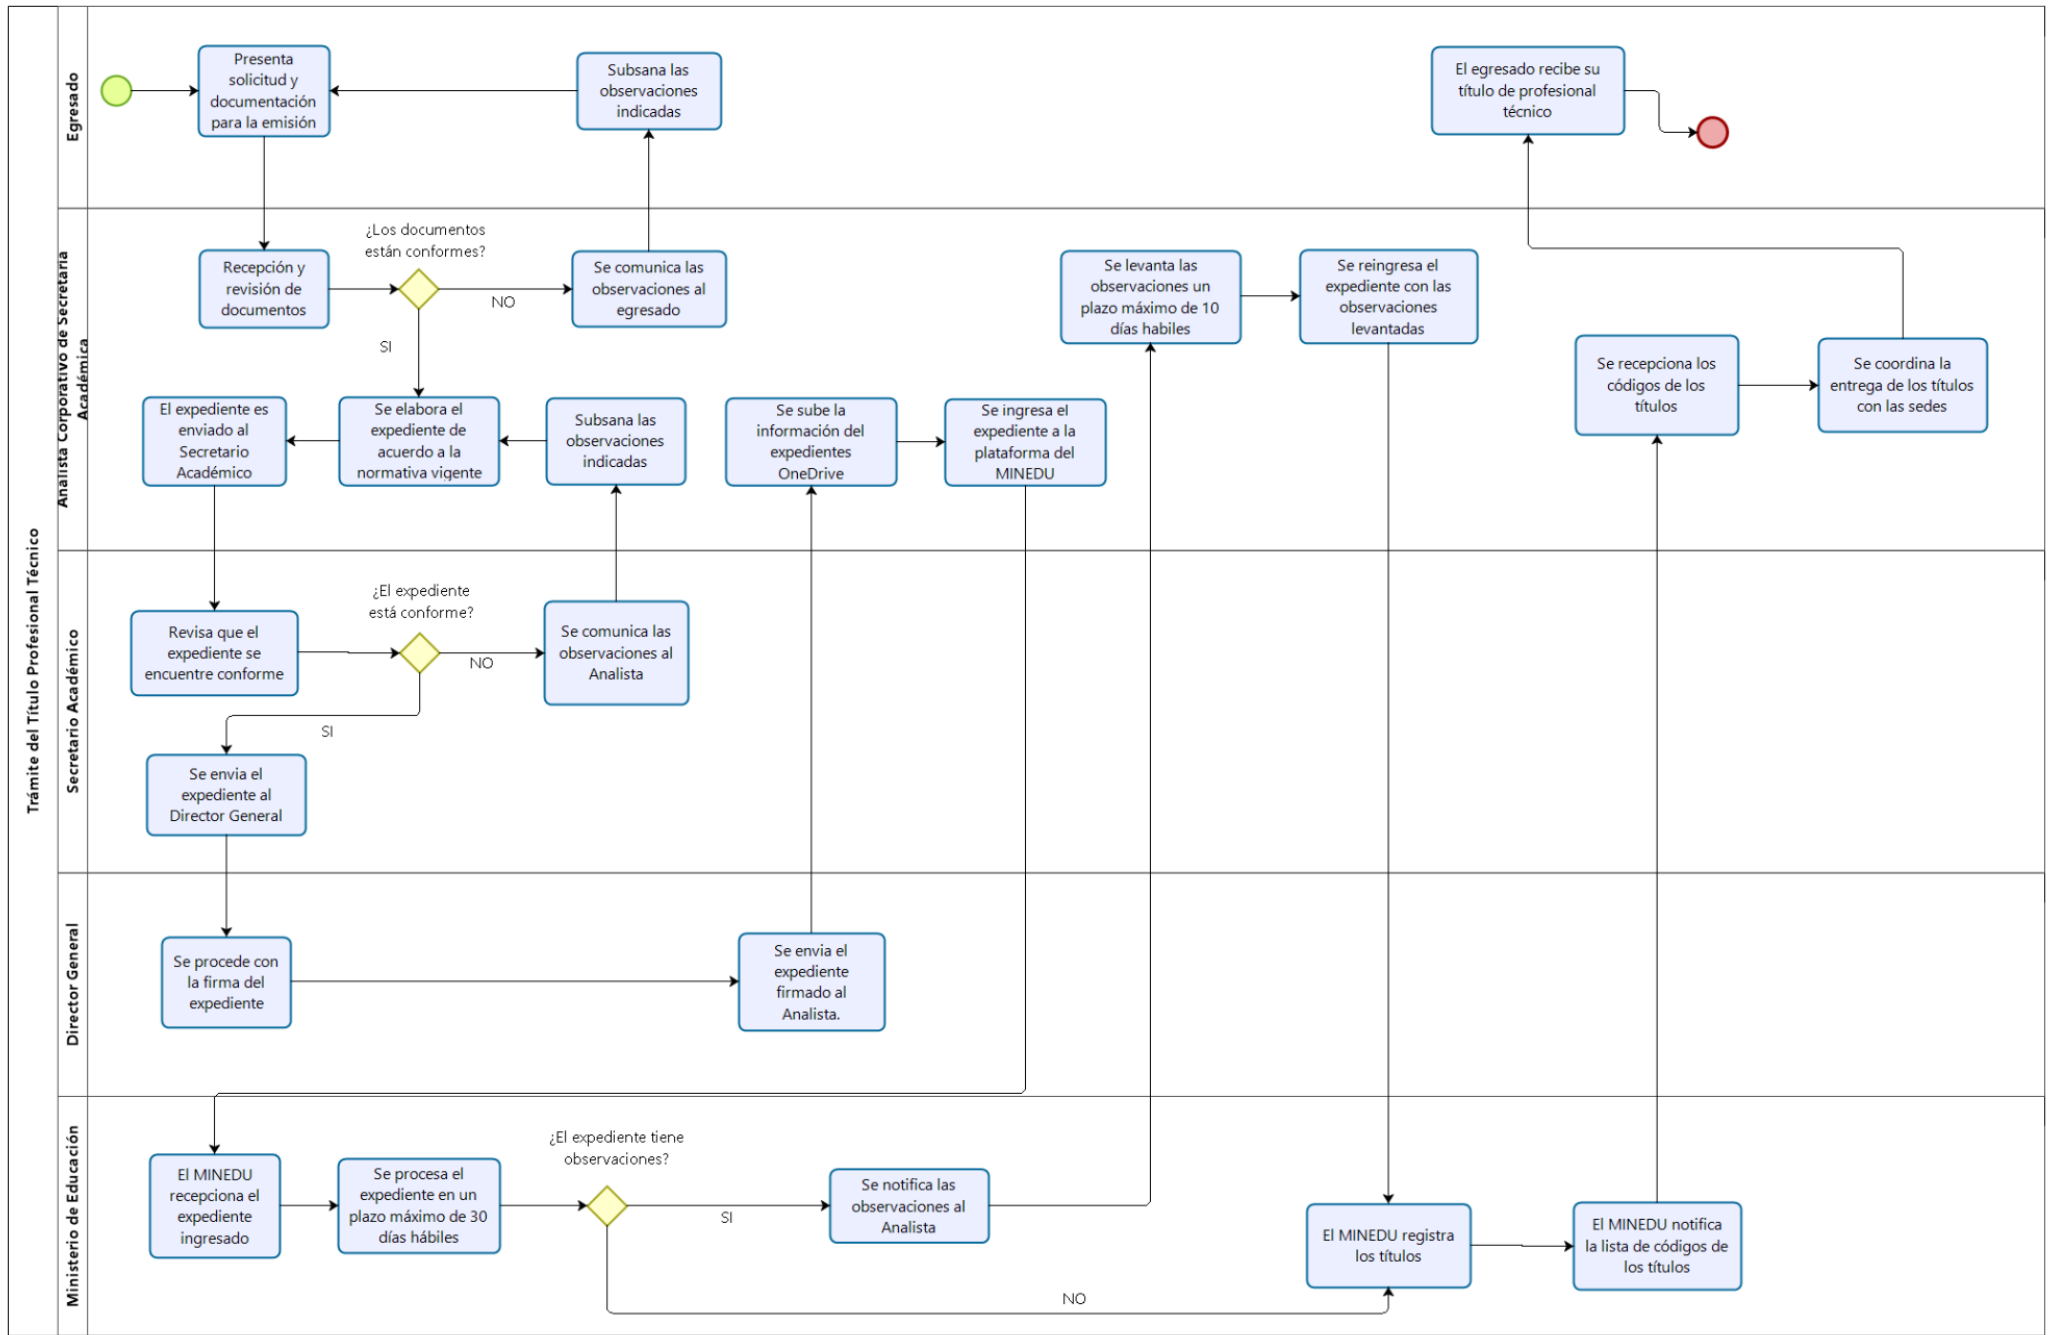 Trámite del Título Profesional Técnico
Egresado
Presenta
solicitud y
documentación
para la emisión
Subsana las
observaciones
indicadas
El egresado recibe su
título de profesional
técnico
Analista Corporativo de Secretaria
Académica
Recepción y
revisión de
documentos
¿Los documentos
están conformes?
NO
SI
Se comunica las
observaciones al
egresado
Se levanta las
observaciones un
plazo máximo de 10
días habiles
Se reingresa el
expediente con las
observaciones
levantadas
Se recepciona los
códigos de los
títulos
Se coordina la
entrega de los títulos
con las sedes
El expediente es
enviado al
Secretario
Académico
Se elabora el
expediente de
acuerdo a la
normativa vigente
Subsana las
observaciones
indicadas
Se sube la
información del
expedientes
OneDrive
Se ingresa el
expediente a la
plataforma del
MINEDU
Secretario Académico
Revisa que el
expediente se
encuentre conforme
¿El expediente
está conforme?
NO
SI
Se comunica las
observaciones al
Analista
Se envia el
expediente al
Director General
Director General
Se procede con
la firma del
expediente
Se envia el
expediente
firmado al
Analista.
Ministerio de Educación
El MINEDU
recepciona el
expediente
ingresado
Se procesa el
expediente en un
plazo máximo de 30
días hábiles
¿El expediente tiene
observaciones?
SI
NO
Se notifica las
observaciones al
Analista
El MINEDU registra
los títulos
El MINEDU notifica
la lista de códigos de
los títulos